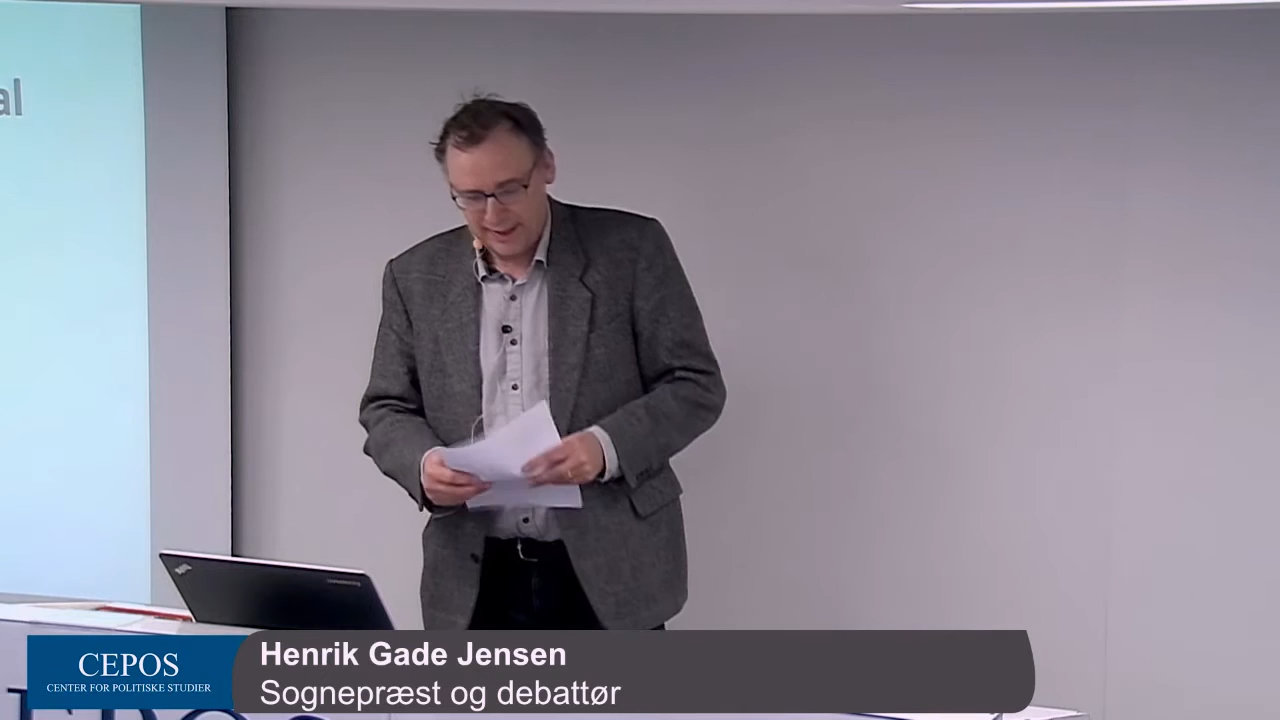 al
CEPOS
CENTER FOR POLITISKE STUDIER
Henrik Gade Jensen
Sognepræst og debattør